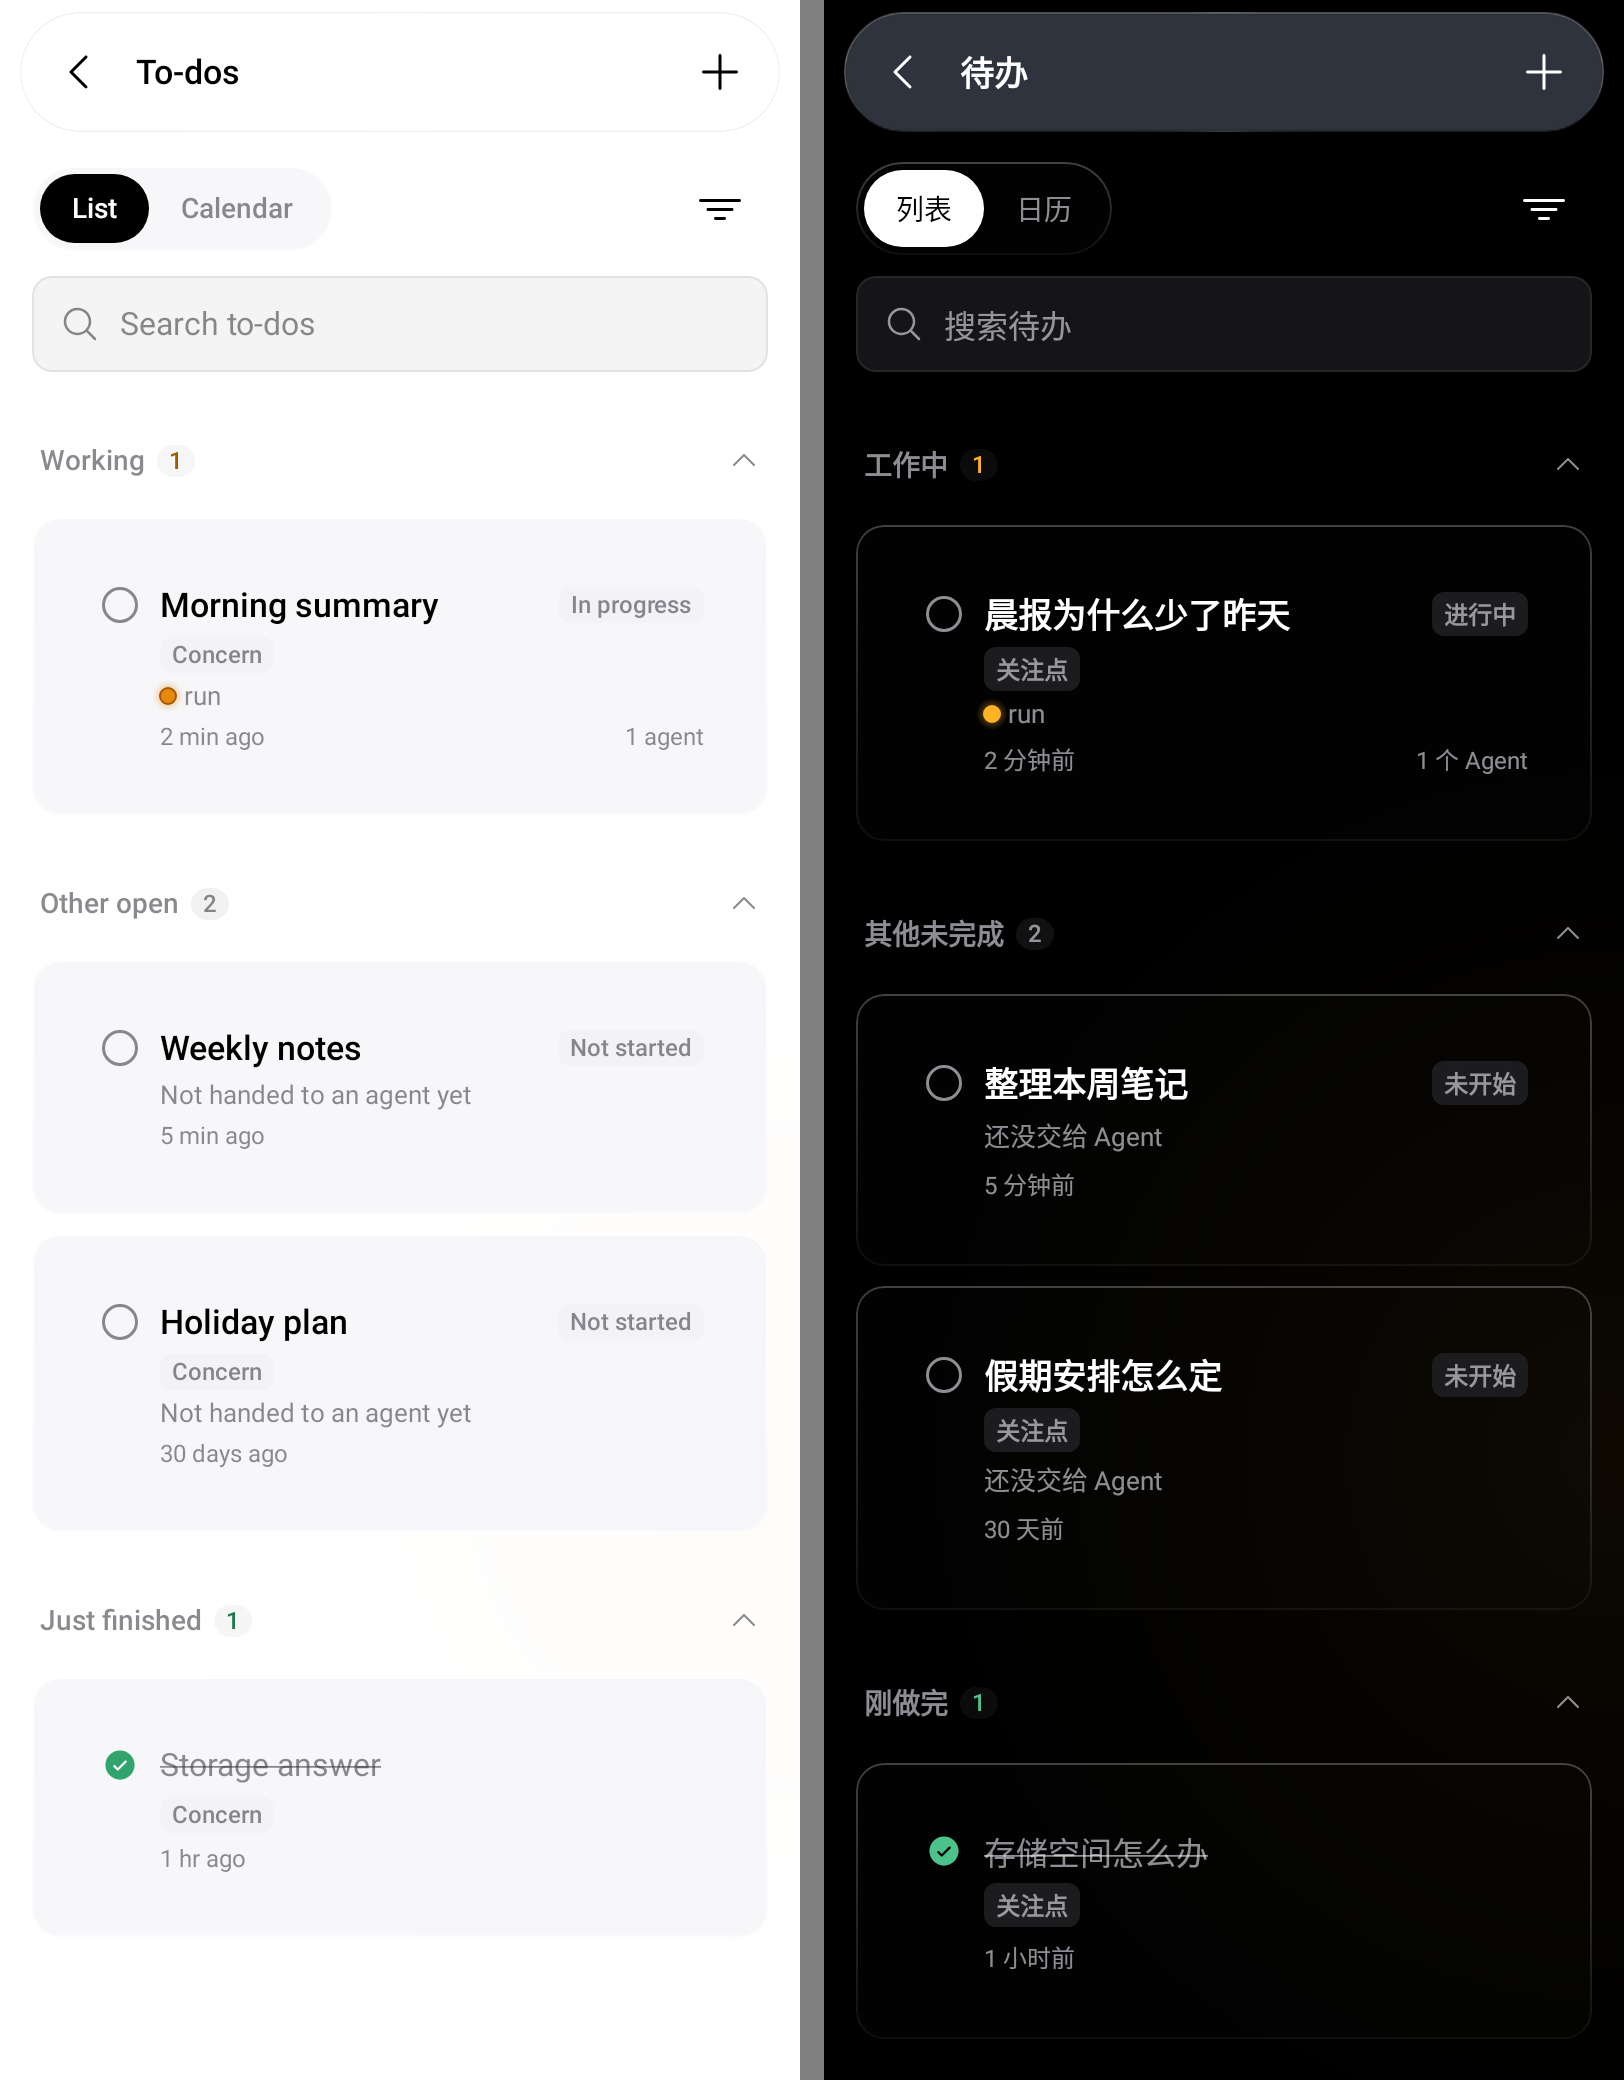 To-dos
List
Calendar
Search to-dos
Working 1
Morning summary
In progress
Concern
run
2 min ago
1 agent
Other open 2
Weekly notes
Not started
Not handed to an agent yet
5 min ago
Holiday plan
Not started
Concern
Not handed to an agent yet
30 days ago
Just finished 1
Storage answer
Concern
1 hr ago
待办
列表
日历
搜索待办
工作中 1
晨报为什么少了昨天
进行中
关注点
run
2 分钟前
1 个 Agent
其他未完成 2
整理本周笔记
未开始
还没交给 Agent
5 分钟前
假期安排怎么定
未开始
关注点
还没交给 Agent
30 天前
刚做完 1
存储空间怎么办
关注点
1 小时前